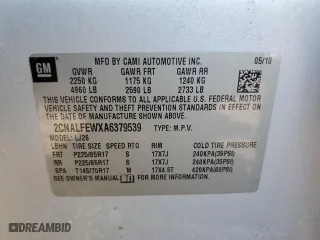 GM
MFD BY CAMI AUTOMOTIVE INC. 05/10
GVWR GAWR FRT GAWR RR
2250 KG 1175 KG 1240 KG
4960 LB 2590 LB 2733 LB
THIS VEHICLE CONFORMS TO ALL APPLICABLE U.S. FEDERAL MOTOR
VEHICLE SAFETY AND THEFT PREVENTION STANDARDS IN EFFECT
ON THE DATE OF MANUFACTURE SHOWN ABOVE.
2CNALFEWXA6379539 TYPE: M.P.V.
MODEL: LJ26
TIRE SIZE SPEED RTG RIM COLD TIRE PRESSURE
FRT P225/65R17 S 17X7J 240KPA(35PSI)
RR P225/65R17 S 17X7J 240KPA(35PSI)
SPA T145/70R17 M 17X4.5T 420KPA(60PSI)
SEE OWNER'S MANUAL FOR ADDITIONAL INFORMATION.
AutoHelperBot.com